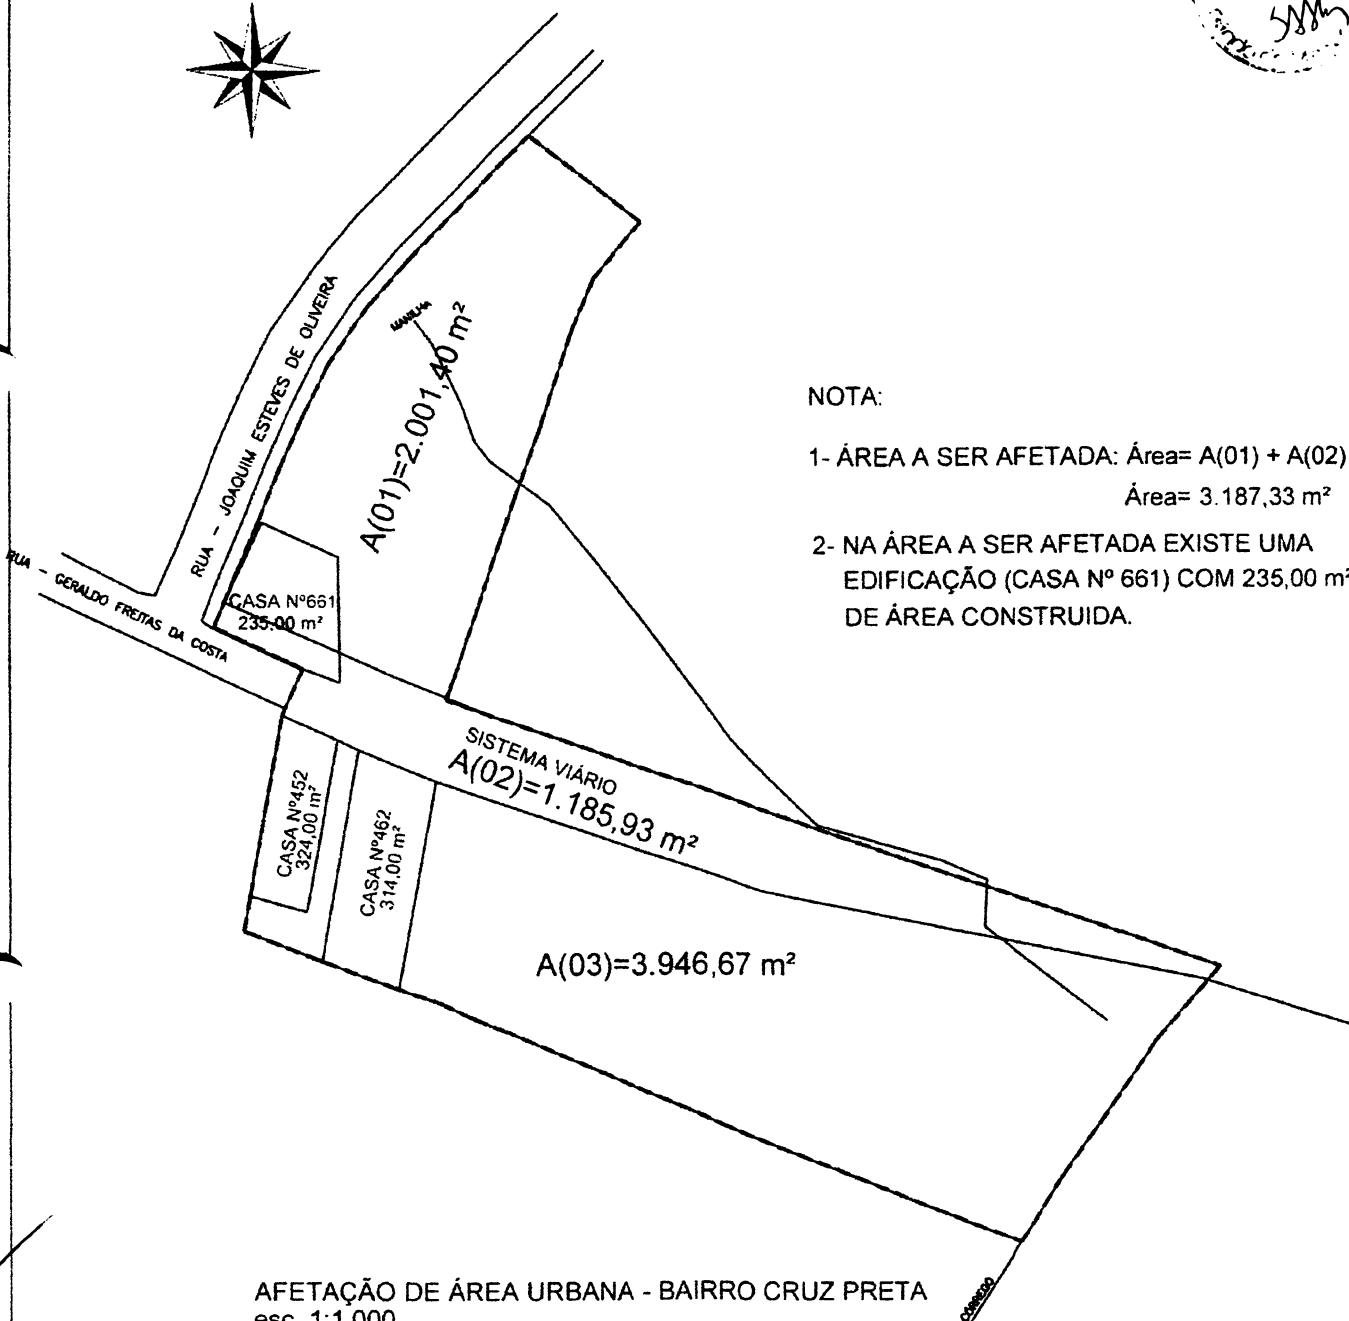 RUA - JOAQUIM ESTEVES DE OLIVEIRA
MANILHA
A(01)=2.001,40 m²
NOTA:
1- ÁREA A SER AFETADA: Área= A(01) + A(02)
Área= 3.187,33 m²
2- NA ÁREA A SER AFETADA EXISTE UMA
EDIFICAÇÃO (CASA Nº 661) COM 235,00 m²
DE ÁREA CONSTRUIDA.
RUA - GERALDO FREITAS DA COSTA
CASA Nº661
235,00 m²
SISTEMA VIÁRIO
A(02)=1.185,93 m²
CASA Nº452
324,00 m²
CASA Nº462
314,00 m²
A(03)=3.946,67 m²
CORREGO
AFETAÇÃO DE ÁREA URBANA - BAIRRO CRUZ PRETA
esc. 1:1.000